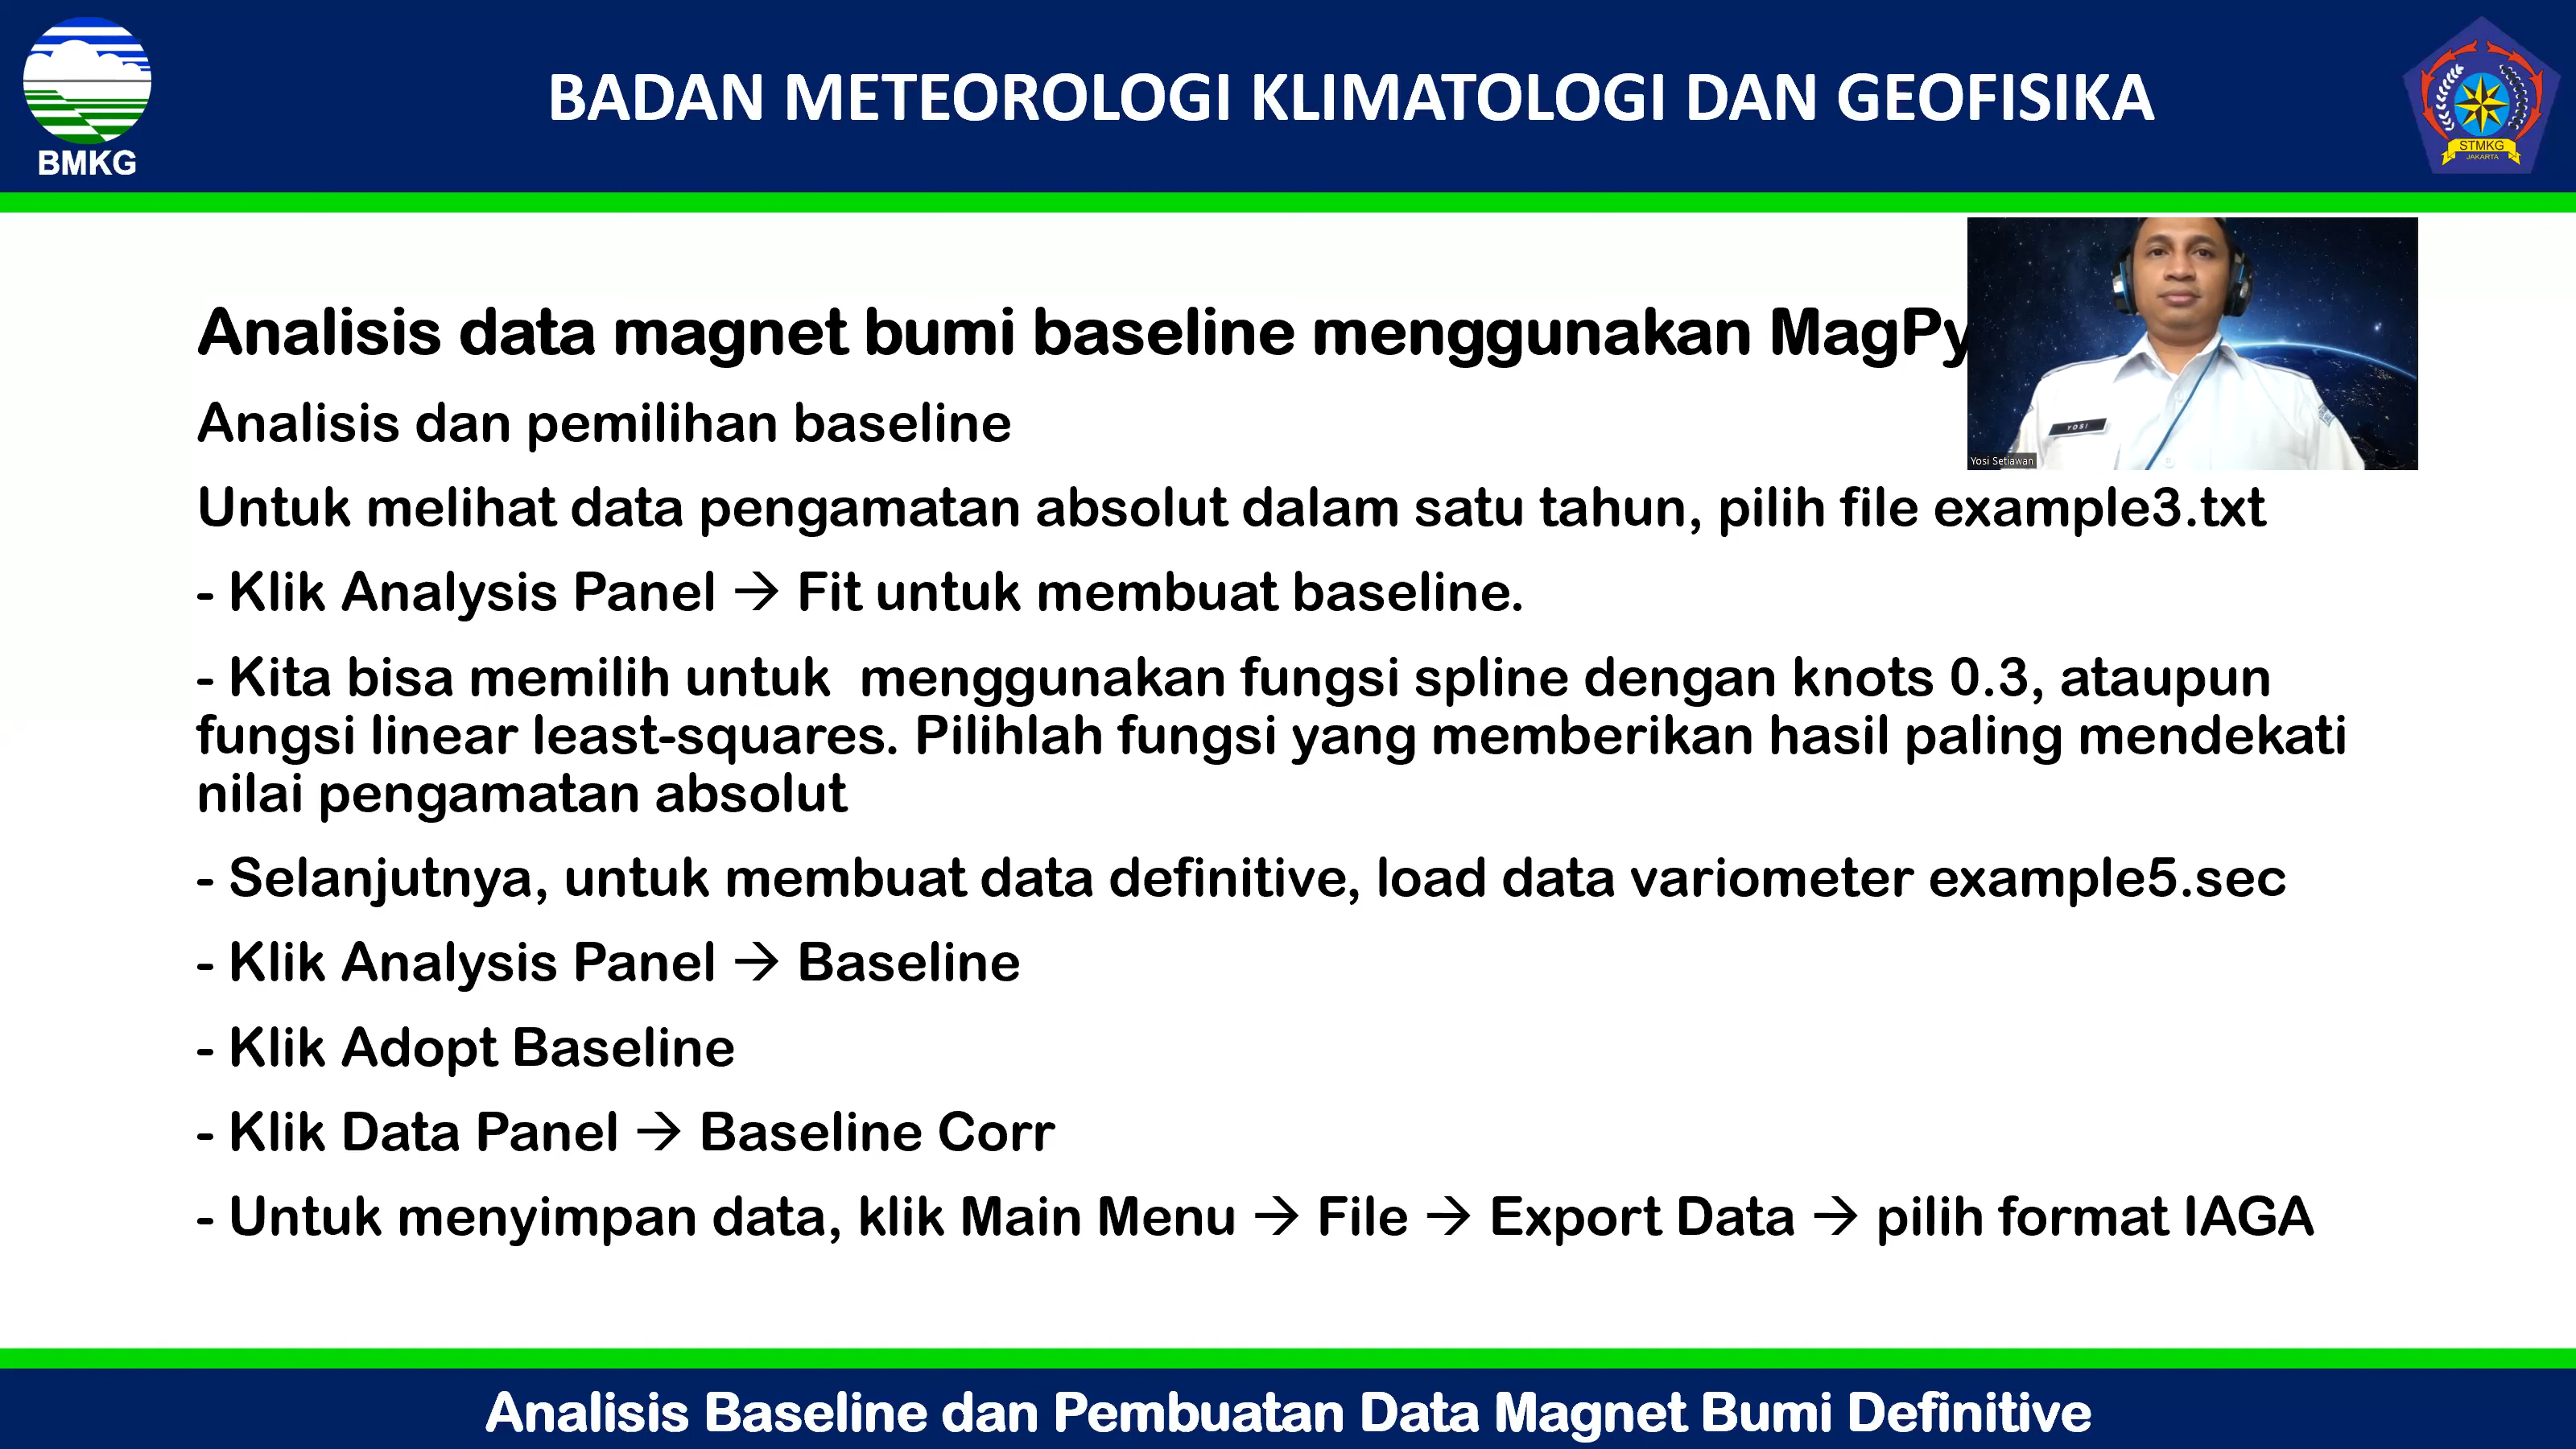 BADAN METEOROLOGI KLIMATOLOGI DAN GEOFISIKA
BMKG
STMKG
JAKARTA
Analisis data magnet bumi baseline menggunakan MagPy
YOSI
Yosi Setiawan
Analisis dan pemilihan baseline
Untuk melihat data pengamatan absolut dalam satu tahun, pilih file example3.txt
- Klik Analysis Panel → Fit untuk membuat baseline.
- Kita bisa memilih untuk  menggunakan fungsi spline dengan knots 0.3, ataupun
fungsi linear least-squares. Pilihlah fungsi yang memberikan hasil paling mendekati
nilai pengamatan absolut
- Selanjutnya, untuk membuat data definitive, load data variometer example5.sec
- Klik Analysis Panel → Baseline
- Klik Adopt Baseline
- Klik Data Panel → Baseline Corr
- Untuk menyimpan data, klik Main Menu → File → Export Data → pilih format IAGA
Analisis Baseline dan Pembuatan Data Magnet Bumi Definitive